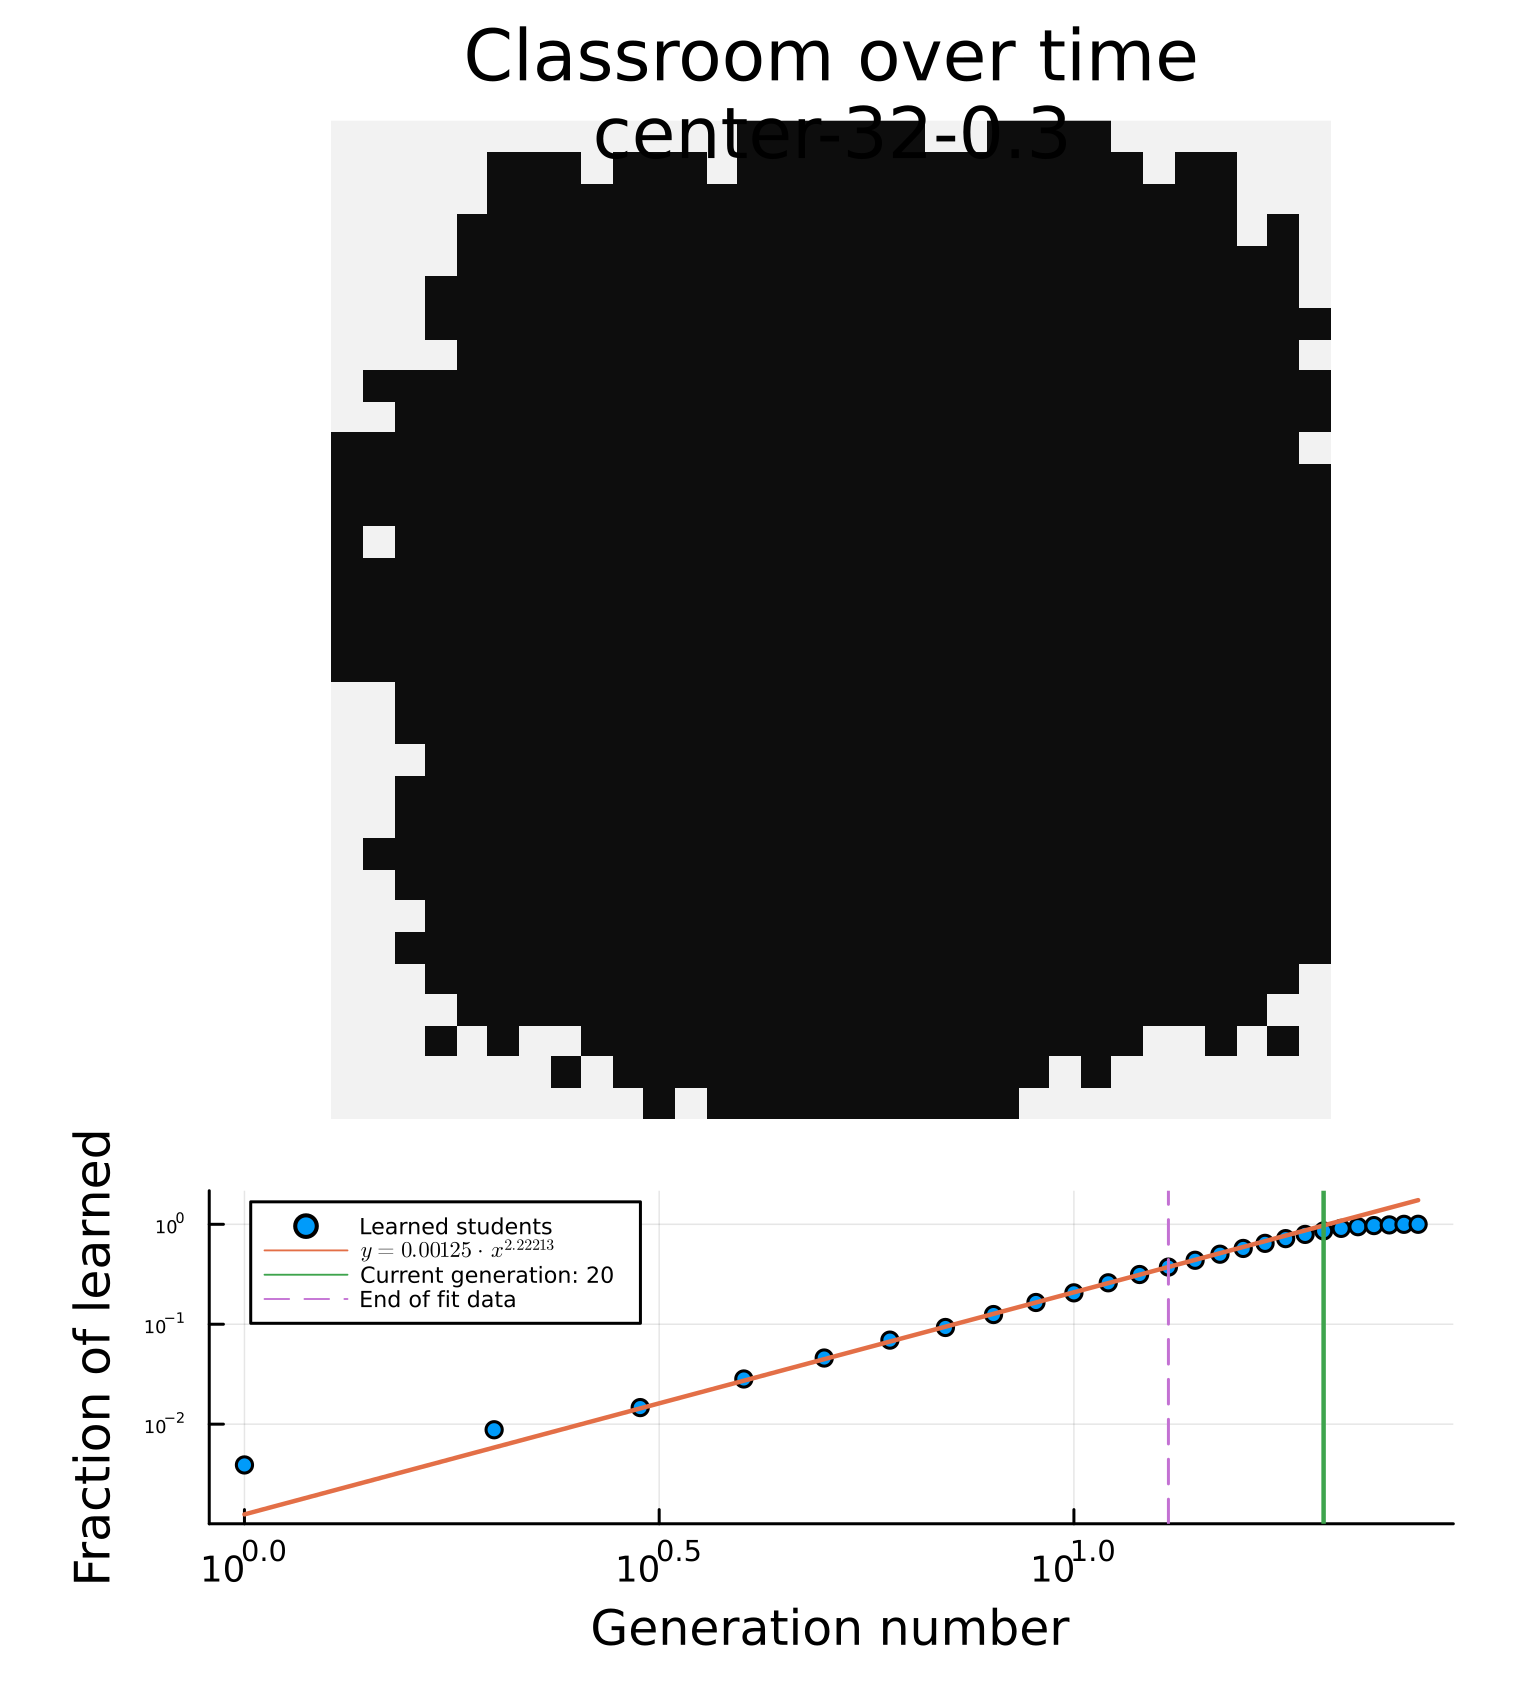 Classroom over time
center-32-0.3
Fraction of learned
10^0
10^−1
10^−2
Learned students
y = 0.00125 · x^2.22213
Current generation: 20
End of fit data
10^0.0 10^0.5 10^1.0
Generation number